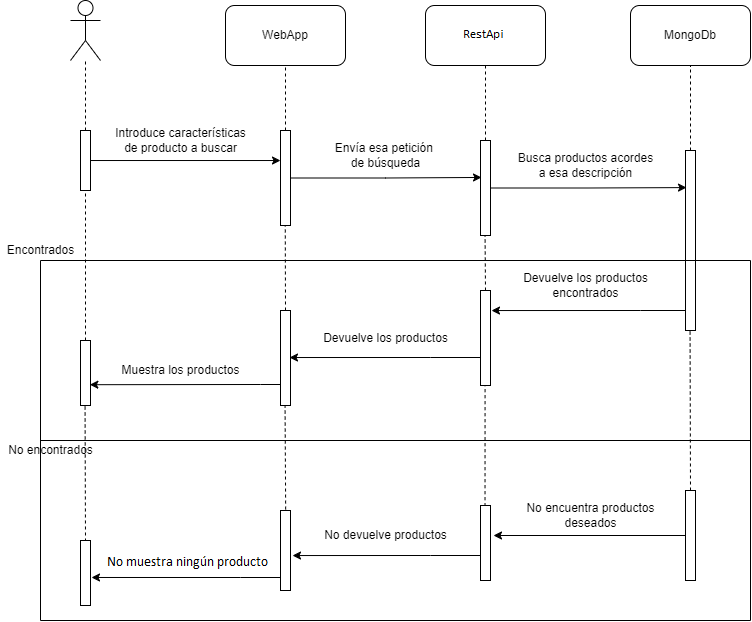 WebApp
RestApi
MongoDb
Introduce características
de producto a buscar
Envía esa petición
de búsqueda
Busca productos acordes
a esa descripción
Encontrados
Devuelve los productos
encontrados
Devuelve los productos
Muestra los productos
No encontrados
No encuentra productos
deseados
No devuelve productos
No muestra ningún producto